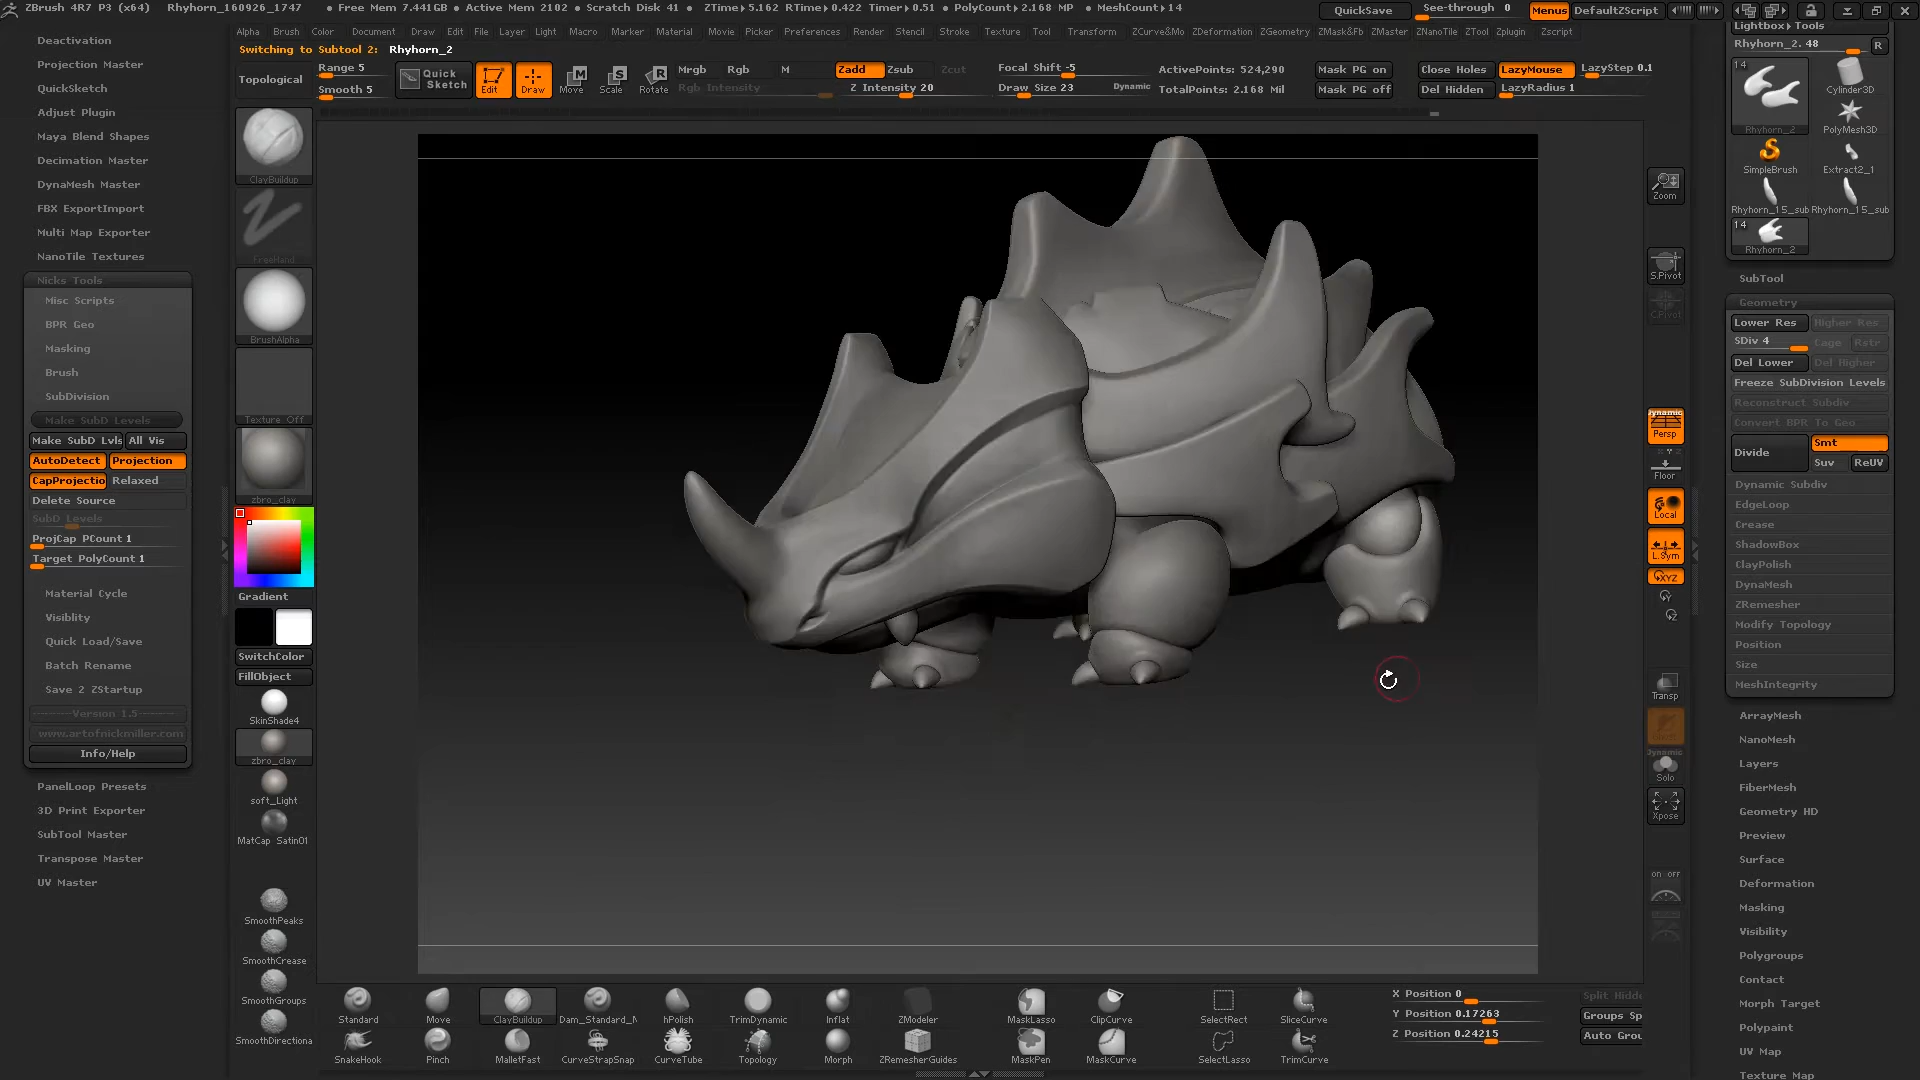 ZBrush 4R7 P3 (x64) Rhyhorn_160926_1747 • Free Mem 7.441GB • Active Mem 2102 • Scratch Disk 41 • ZTime▸5.162 RTime▸0.422 Timer▸0.51 • PolyCount▸2.168 MP • MeshCount▸14 QuickSave See-through 0 Menus DefaultZScript
Alpha Brush Color Document Draw Edit File Layer Light Macro Marker Material Movie Picker Preferences Render Stencil Stroke Texture Tool Transform ZCurve&Mo ZDeformation ZGeometry ZMask&Fb ZMaster ZNanoTile ZTool Zplugin Zscript
Switching to Subtool 2: Rhyhorn_2
Topological
Range 5
Smooth 5
Quick Sketch
Edit
Draw
Move
Scale
Rotate
Mrgb Rgb M
Rgb Intensity
Zadd Zsub Zcut
Z Intensity 20
Focal Shift -5
Draw Size 23 Dynamic
ActivePoints: 524,290
TotalPoints: 2.168 Mil
Mask PG on
Mask PG off
Close Holes
Del Hidden
LazyMouse LazyStep 0.1
LazyRadius 1
Deactivation
Projection Master
QuickSketch
Adjust Plugin
Maya Blend Shapes
Decimation Master
DynaMesh Master
FBX ExportImport
Multi Map Exporter
NanoTile Textures
Nicks Tools
Misc Scripts
BPR Geo
Masking
Brush
SubDivision
Make SubD Levels
Make SubD Lvls All Vis
AutoDetect Projection
CapProjectio Relaxed
Delete Source
SubD Levels
ProjCap PCount 1
Target PolyCount 1
Material Cycle
Visiblity
Quick Load/Save
Batch Rename
Save 2 ZStartup
Version 1.5
www.artofnickmiller.com
Info/Help
PanelLoop Presets
3D Print Exporter
SubTool Master
Transpose Master
UV Master
ClayBuildup
FreeHand
BrushAlpha
Texture Off
zbro_clay
Gradient
SwitchColor
FillObject
SkinShade4
zbro_clay
soft_Light
MatCap Satin01
SmoothPeaks
SmoothCrease
SmoothGroups
SmoothDirectiona
Zoom
S.Pivot
C.Pivot
Dynamic
Persp
Floor
Local
L.Sym
XYZ
Transp
Dynamic
Solo
Xpose
on off
Lightbox▸Tools
Rhyhorn_2. 48 R
14
Rhyhorn_2
Cylinder3D
PolyMesh3D
SimpleBrush
Extract2_1
Rhyhorn_15_sub Rhyhorn_15_sub
14
Rhyhorn_2
SubTool
Geometry
Lower Res Higher Res
SDiv 4 Cage Rstr
Del Lower Del Higher
Freeze SubDivision Levels
Reconstruct Subdiv
Convert BPR To Geo
Divide
Smt
Suv ReUV
Dynamic Subdiv
EdgeLoop
Crease
ShadowBox
ClayPolish
DynaMesh
ZRemesher
Modify Topology
Position
Size
MeshIntegrity
ArrayMesh
NanoMesh
Layers
FiberMesh
Geometry HD
Preview
Surface
Deformation
Masking
Visibility
Polygroups
Contact
Morph Target
Polypaint
UV Map
Texture Map
Standard Move ClayBuildup Dam_Standard_N hPolish TrimDynamic Inflat ZModeler MaskLasso ClipCurve SelectRect SliceCurve
SnakeHook Pinch MalletFast CurveStrapSnap CurveTube Topology Morph ZRemesherGuides MaskPen MaskCurve SelectLasso TrimCurve
X Position 0
Y Position 0.17263
Z Position 0.24215
Split Hidde
Groups Sp
Auto Grou